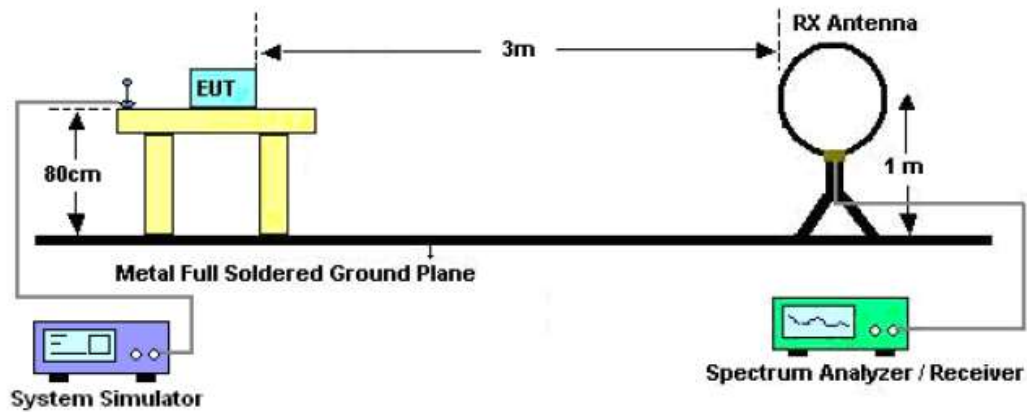 RX Antenna
3m
EUT
80cm
1 m
Metal Full Soldered Ground Plane
System Simulator
Spectrum Analyzer / Receiver